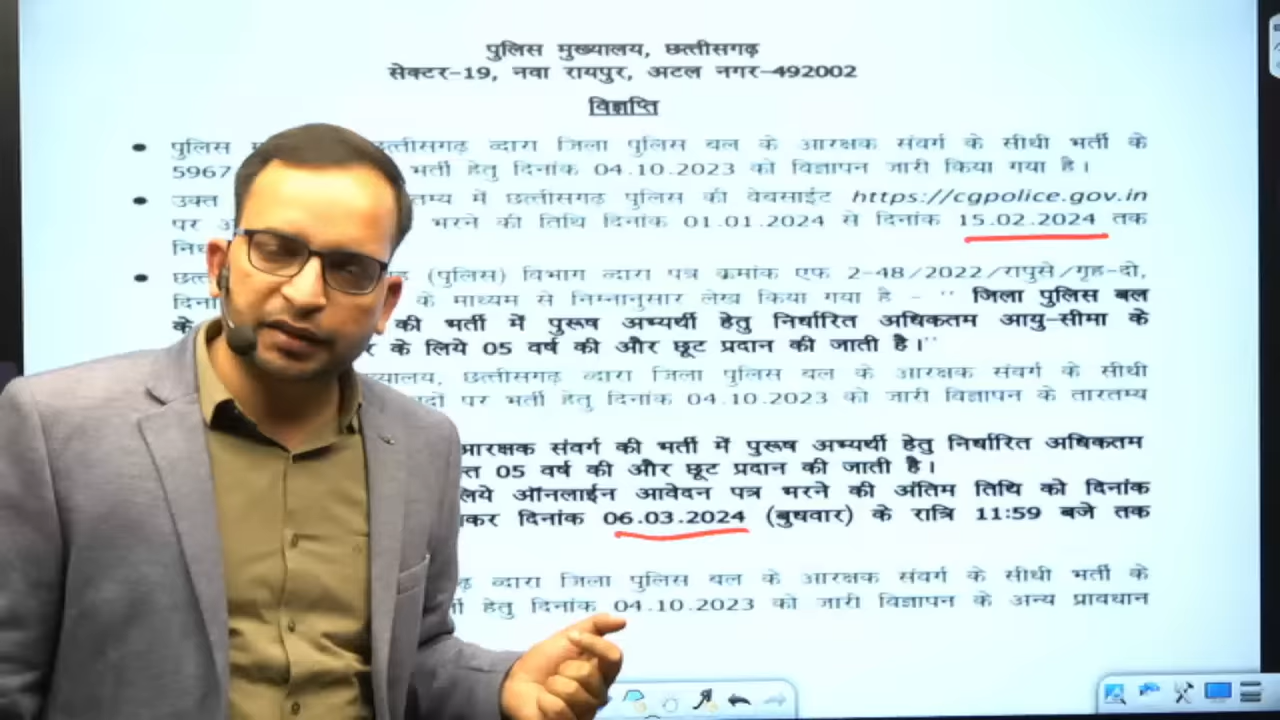 पुलिस मुख्यालय, छत्तीसगढ़
सेक्टर-19, नवा रायपुर, अटल नगर-492002
विज्ञप्ति
पुलिस छत्तीसगढ़ व्दारा जिला पुलिस बल के आरक्षक संवर्ग के सीधी भर्ती के
5967 भर्ती हेतु दिनांक 04.10.2023 को विज्ञापन जारी किया गया है।
उक्त में छत्तीसगढ़ पुलिस की वेबसाईट https://cgpolice.gov.in
पर भरने की तिथि दिनांक 01.01.2024 से दिनांक 15.02.2024 तक
(पुलिस) विभाग व्दारा पत्र क्रमांक एफ 2-48/2022/रापुसे/गृह-दो,
के माध्यम से निम्नानुसार लेख किया गया है - '' जिला पुलिस बल
के की भर्ती में पुरूष अभ्यर्थी हेतु निर्धारित अधिकतम आयु-सीमा के
के लिये 05 वर्ष की और छूट प्रदान की जाती है।''
छत्तीसगढ़ व्दारा जिला पुलिस बल के आरक्षक संवर्ग के सीधी
पर भर्ती हेतु दिनांक 04.10.2023 को जारी विज्ञापन के तारतम्य
आरक्षक संवर्ग की भर्ती में पुरूष अभ्यर्थी हेतु निर्धारित अधिकतम
05 वर्ष की और छूट प्रदान की जाती है।
लिये ऑनलाईन आवेदन पत्र भरने की अंतिम तिथि को दिनांक
दिनांक 06.03.2024 (बुधवार) के रात्रि 11:59 बजे तक
व्दारा जिला पुलिस बल के आरक्षक संवर्ग के सीधी भर्ती के
हेतु दिनांक 04.10.2023 को जारी विज्ञापन के अन्य प्रावधान